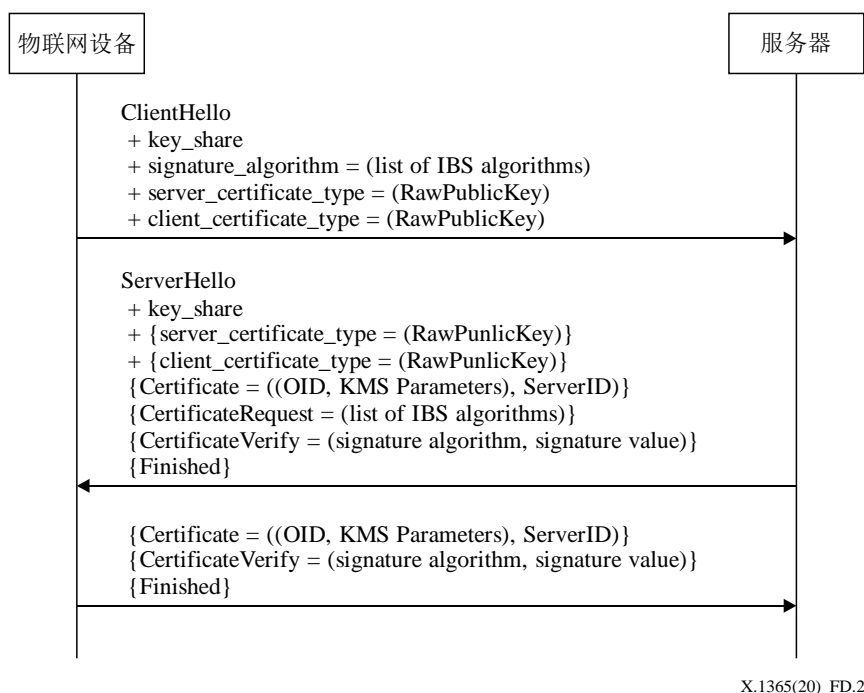 物联网设备
服务器
ClientHello
+ key_share
+ signature_algorithm = (list of IBS algorithms)
+ server_certificate_type = (RawPublicKey)
+ client_certificate_type = (RawPublicKey)
ServerHello
+ key_share
+ {server_certificate_type = (RawPunlicKey)}
+ {client_certificate_type = (RawPunlicKey)}
{Certificate = ((OID, KMS Parameters), ServerID)}
{CertificateRequest = (list of IBS algorithms)}
{CertificateVerify = (signature algorithm, signature value)}
{Finished}
{Certificate = ((OID, KMS Parameters), ServerID)}
{CertificateVerify = (signature algorithm, signature value)}
{Finished}
X.1365(20)_FD.2